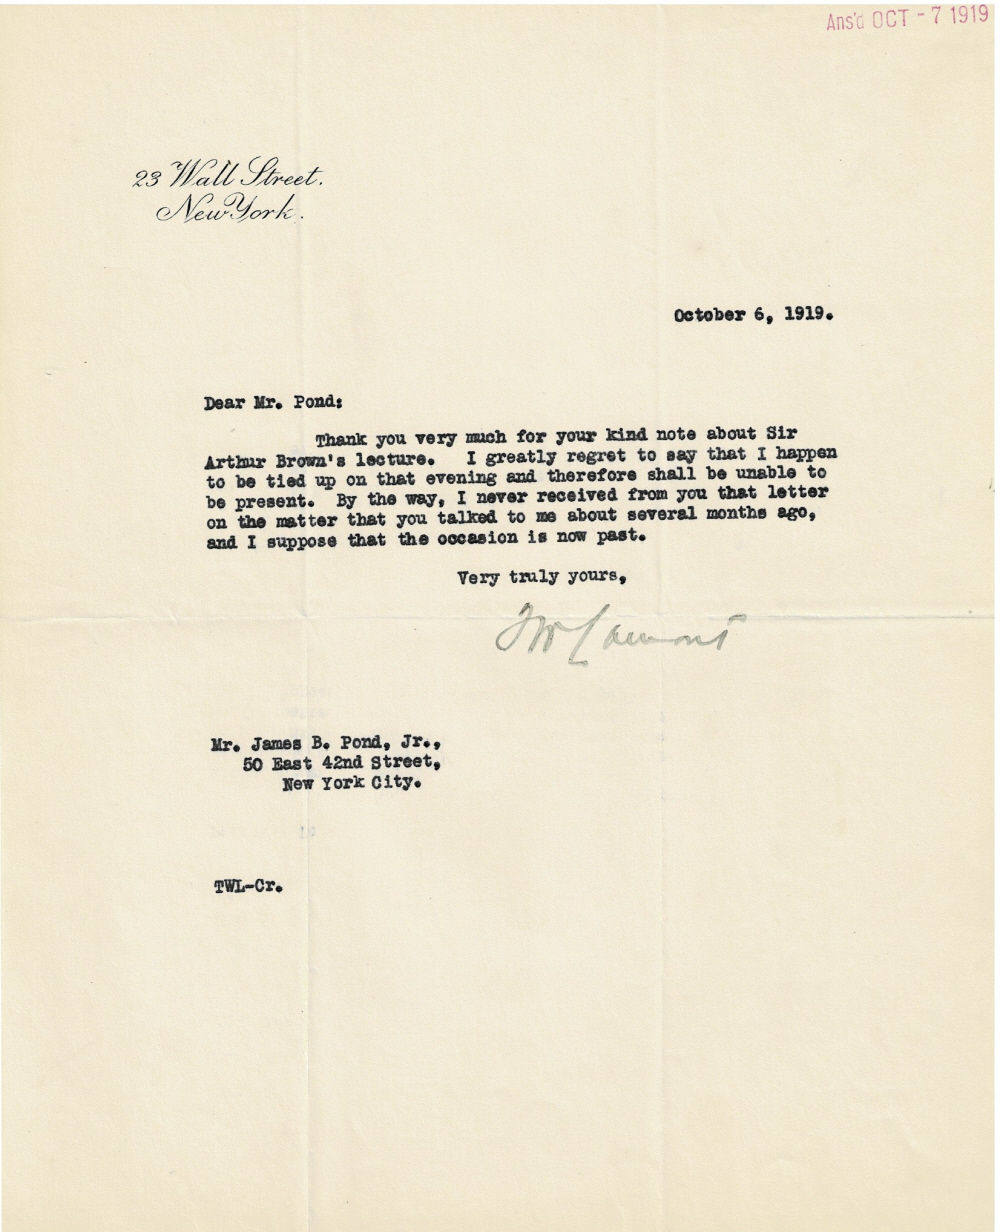 Ans'd OCT - 7 1919
23 Wall Street.
New York.
October 6, 1919.
Dear Mr. Pond:
Thank you very much for your kind note about Sir
Arthur Brown's lecture. I greatly regret to say that I happen
to be tied up on that evening and therefore shall be unable to
be present. By the way, I never received from you that letter
on the matter that you talked to me about several months ago,
and I suppose that the occasion is now past.
Very truly yours,
TW Lamont
Mr. James B. Pond, Jr.,
50 East 42nd Street,
New York City.
TWL-Cr.